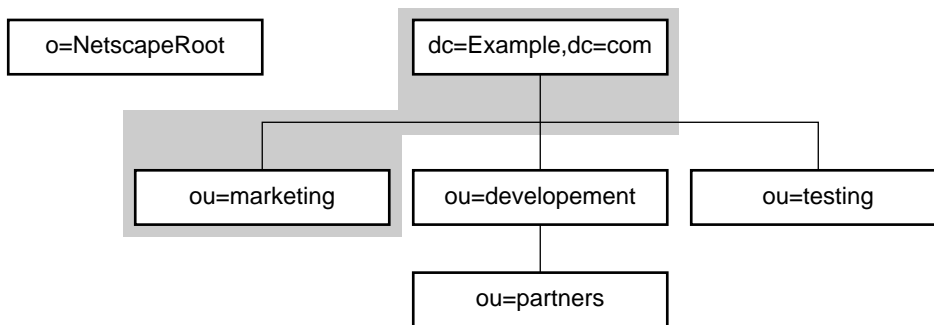 o=NetscapeRoot
dc=Example,dc=com
ou=marketing
ou=developement
ou=testing
ou=partners